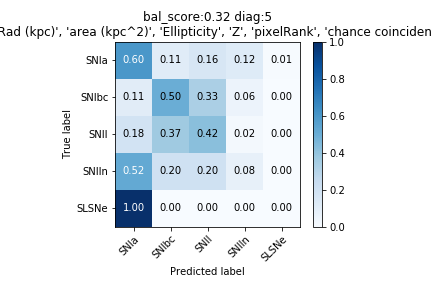 bal_score:0.32 diag:5
Rad (kpc)', 'area (kpc^2)', 'Ellipticity', 'Z', 'pixelRank', 'chance coinciden
True label
SNIa 0.60 0.11 0.16 0.12 0.01
SNIbc 0.11 0.50 0.33 0.06 0.00
SNII 0.18 0.37 0.42 0.02 0.00
SNIIn 0.52 0.20 0.20 0.08 0.00
SLSNe 1.00 0.00 0.00 0.00 0.00
SNIa SNIbc SNII SNIIn SLSNe
Predicted label
1.0
0.8
0.6
0.4
0.2
0.0